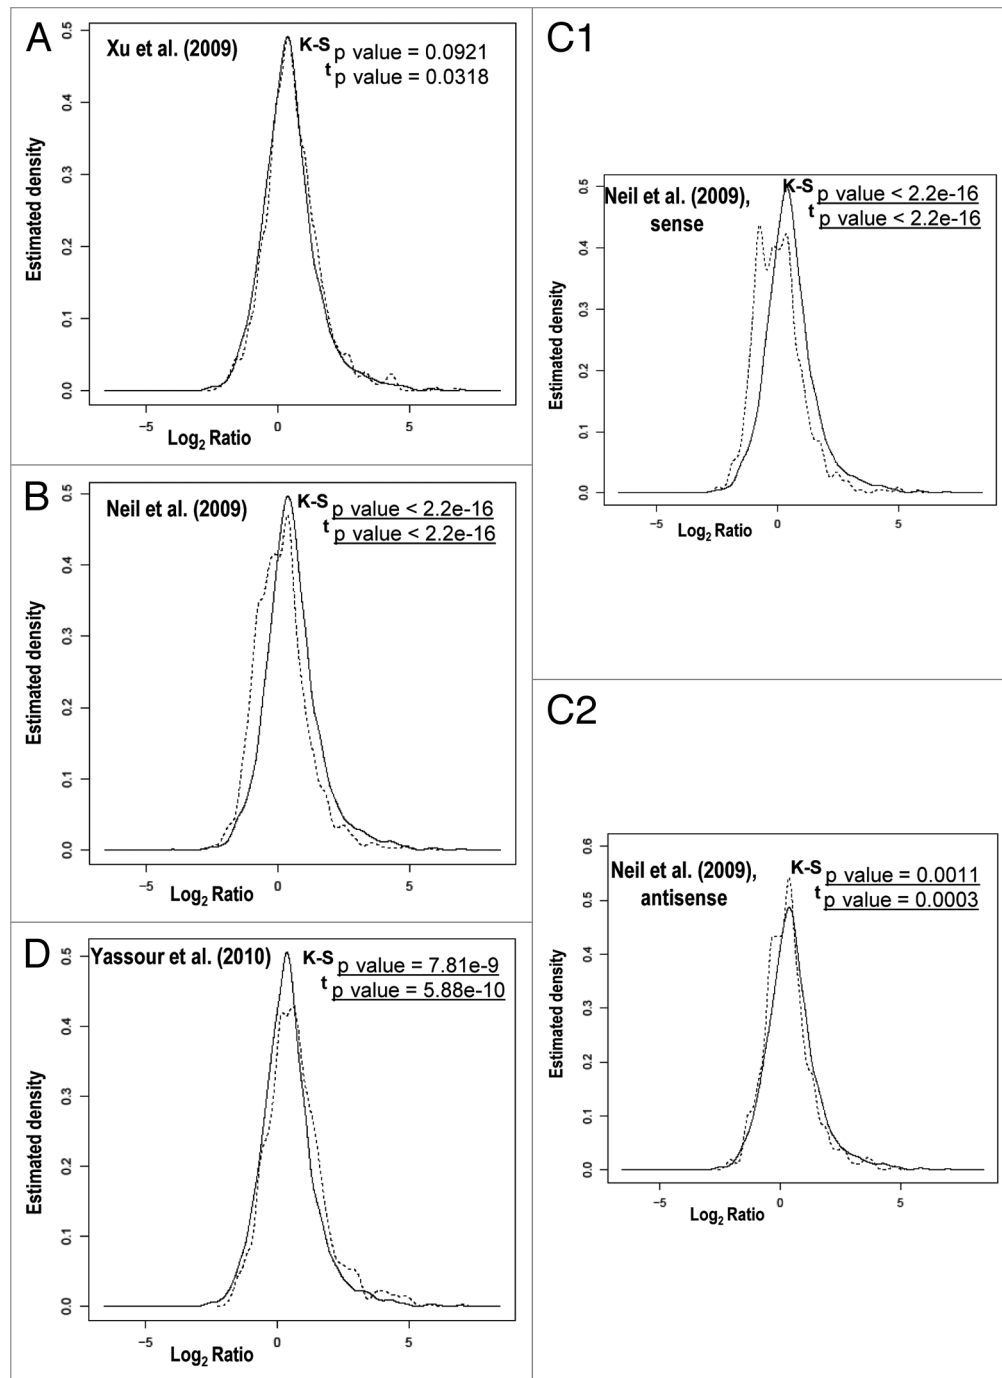 A
Xu et al. (2009)
K-S p value = 0.0921
t p value = 0.0318
Estimated density
0.0
0.1
0.2
0.3
0.4
0.5
−5
0
5
Log2 Ratio
B
Neil et al. (2009)
K-S p value < 2.2e-16
t p value < 2.2e-16
Estimated density
0.0
0.1
0.2
0.3
0.4
0.5
−5
0
5
Log2 Ratio
D
Yassour et al. (2010)
K-S p value = 7.81e-9
t p value = 5.88e-10
Estimated density
0.0
0.1
0.2
0.3
0.4
0.5
−5
0
5
Log2 Ratio
C1
Neil et al. (2009),
sense
K-S p value < 2.2e-16
t p value < 2.2e-16
Estimated density
0.0
0.1
0.2
0.3
0.4
0.5
−5
0
5
Log2 Ratio
C2
Neil et al. (2009),
antisense
K-S p value = 0.0011
t p value = 0.0003
Estimated density
0.0
0.1
0.2
0.3
0.4
0.5
0.6
−5
0
5
Log2 Ratio